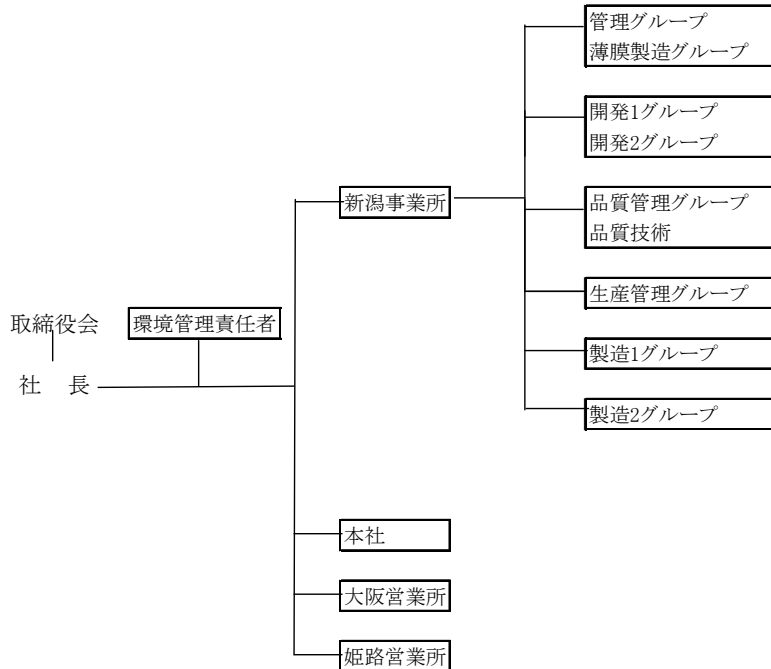 取締役会
社　長
環境管理責任者
新潟事業所
管理グループ
薄膜製造グループ
開発1グループ
開発2グループ
品質管理グループ
品質技術
生産管理グループ
製造1グループ
製造2グループ
本社
大阪営業所
姫路営業所